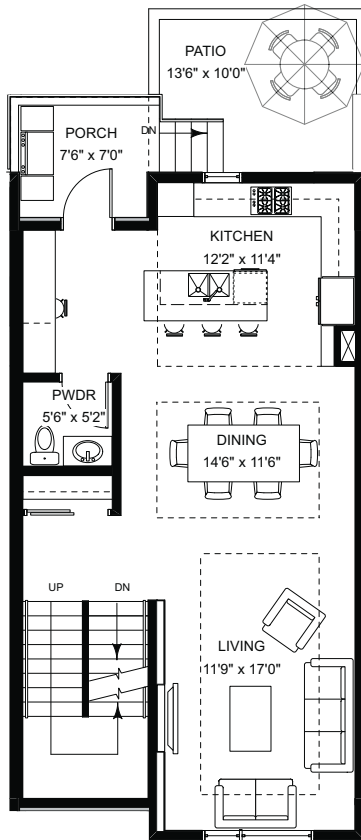 PATIO
13'6" x 10'0"
PORCH
7'6" x 7'0"
DN
KITCHEN
12'2" x 11'4"
PWDR
5'6" x 5'2"
DINING
14'6" x 11'6"
UP
DN
LIVING
11'9" x 17'0"